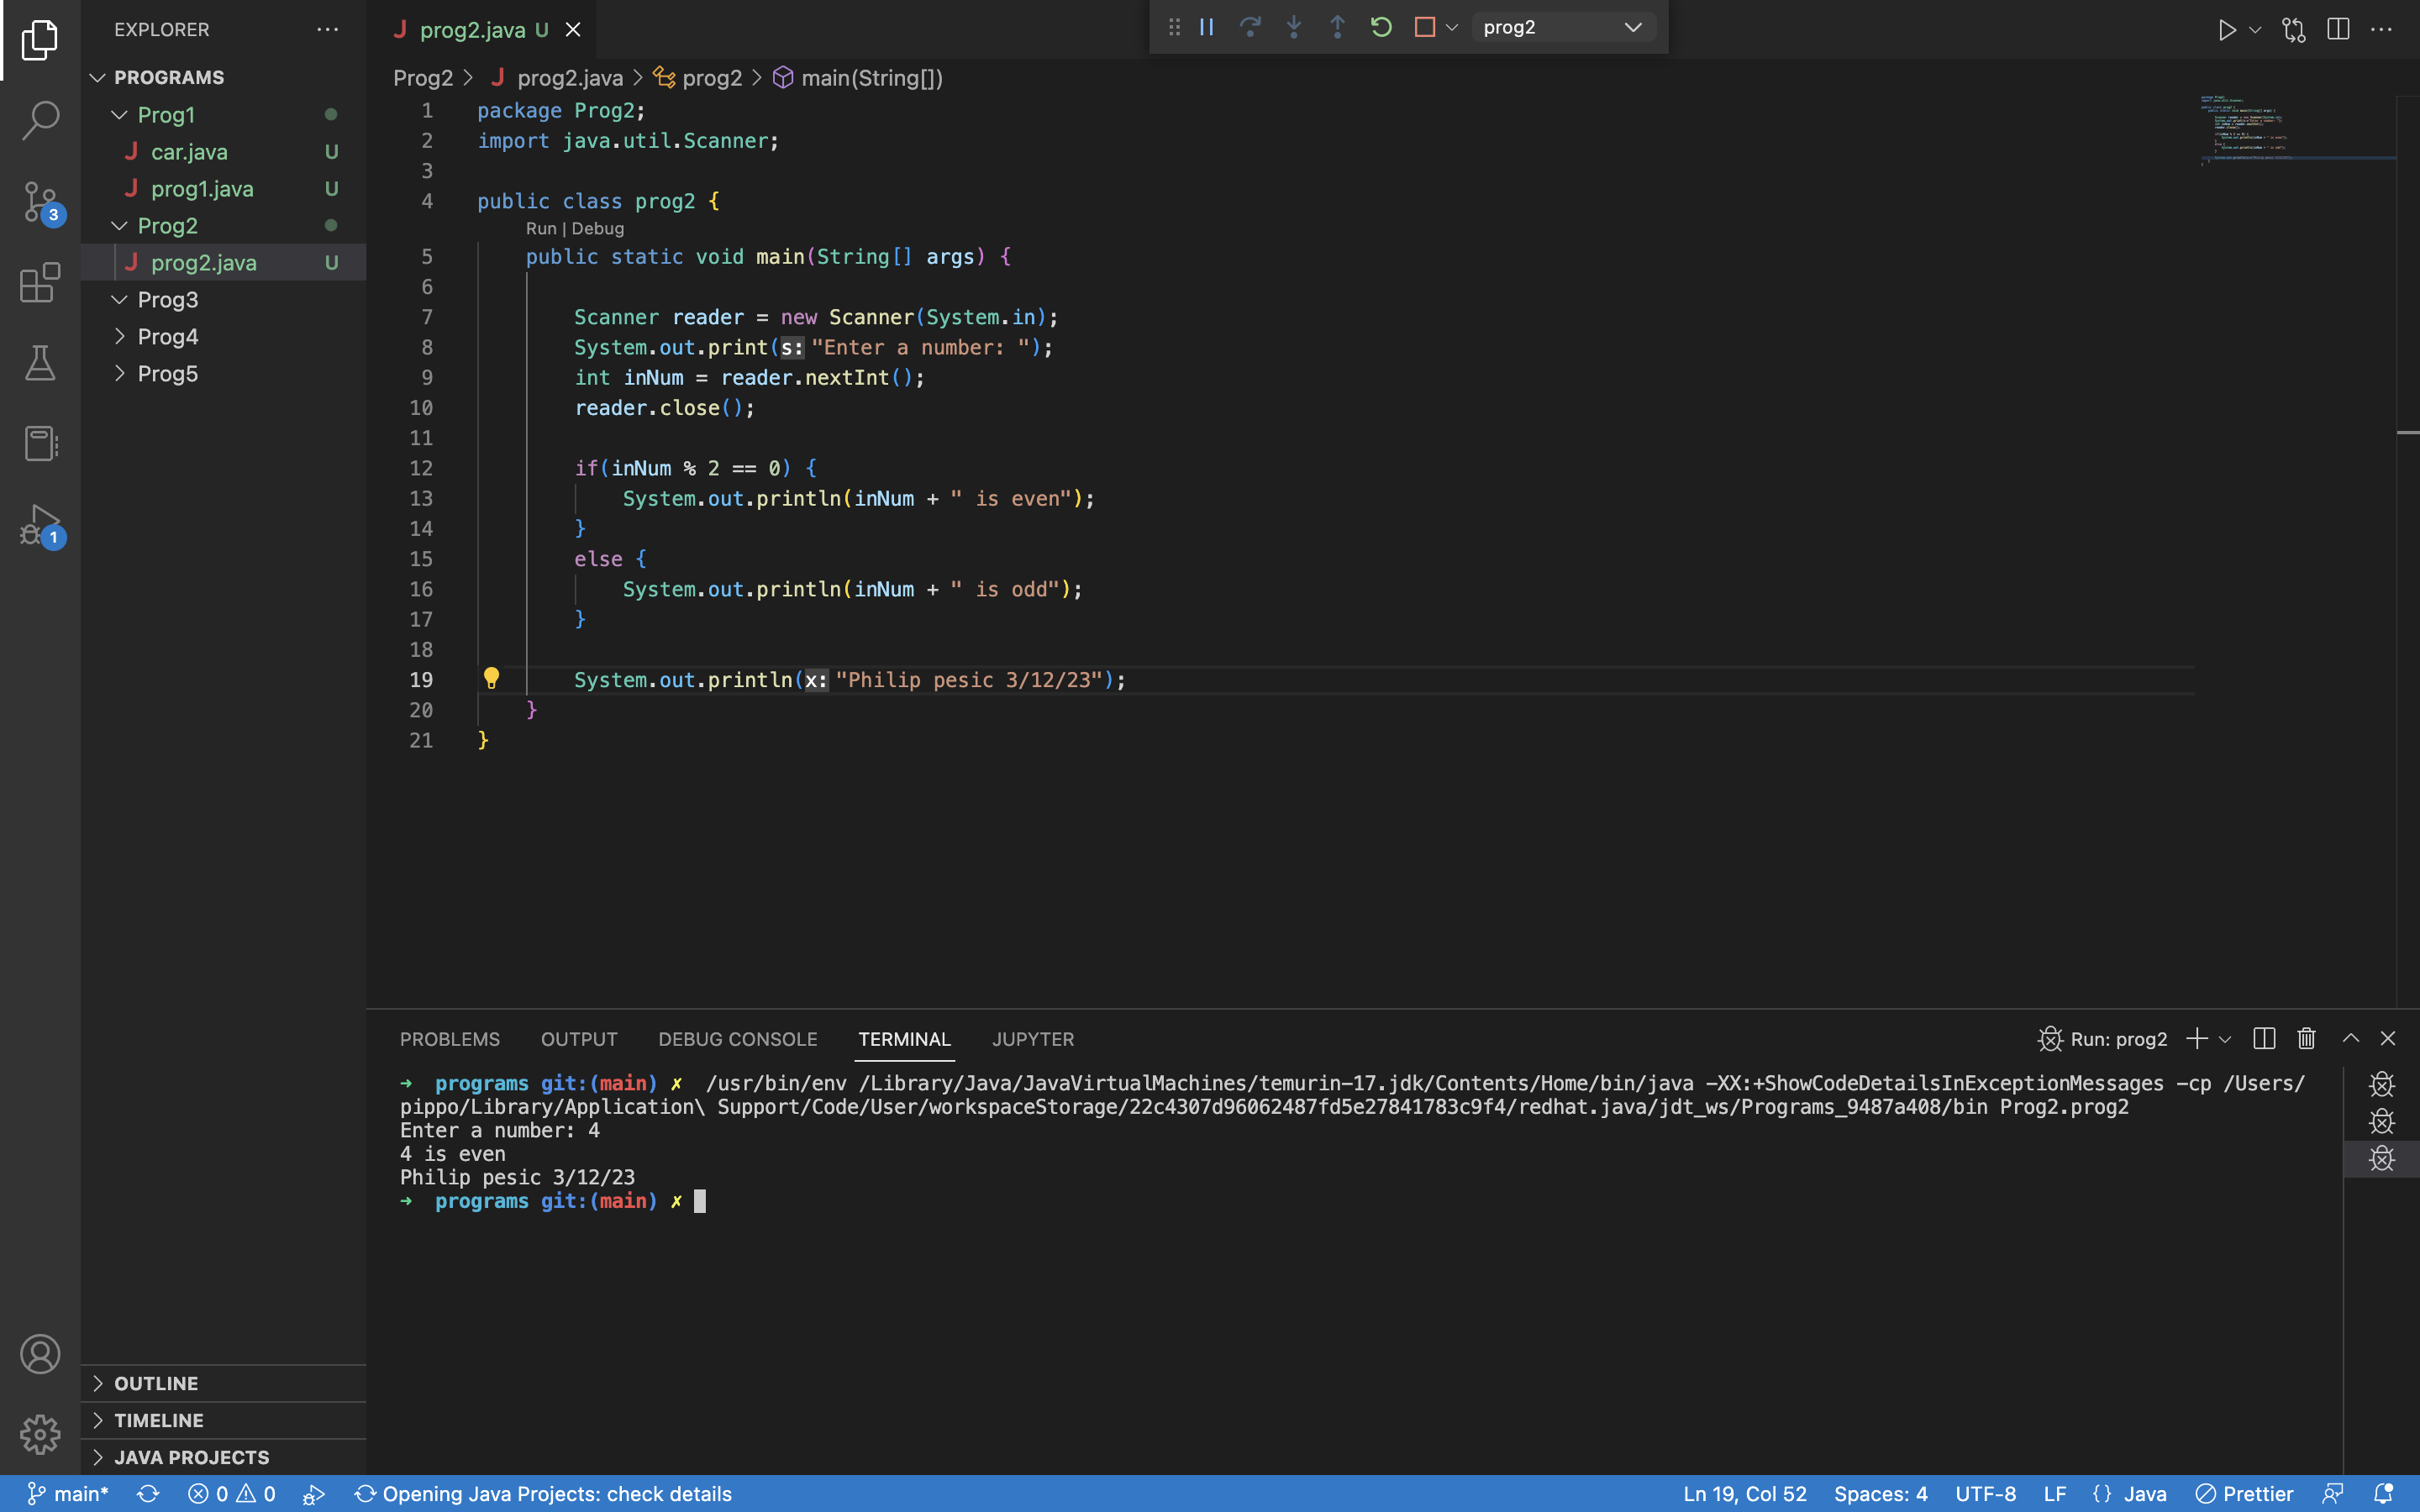 EXPLORER
PROGRAMS
Prog1
car.java U
prog1.java U
Prog2
prog2.java U
Prog3
Prog4
Prog5
OUTLINE
TIMELINE
JAVA PROJECTS
3
1
J prog2.java U
prog2
Prog2 > J prog2.java > prog2 > main(String[])
1 package Prog2;
2 import java.util.Scanner;
3
4 public class prog2 {
Run | Debug
5 public static void main(String[] args) {
6
7 Scanner reader = new Scanner(System.in);
8 System.out.print(s: "Enter a number: ");
9 int inNum = reader.nextInt();
10 reader.close();
11
12 if(inNum % 2 == 0) {
13 System.out.println(inNum + " is even");
14 }
15 else {
16 System.out.println(inNum + " is odd");
17 }
18
19 System.out.println(x: "Philip pesic 3/12/23");
20 }
21 }
PROBLEMS OUTPUT DEBUG CONSOLE TERMINAL JUPYTER
Run: prog2
➜ programs git:(main) ✗ /usr/bin/env /Library/Java/JavaVirtualMachines/temurin-17.jdk/Contents/Home/bin/java -XX:+ShowCodeDetailsInExceptionMessages -cp /Users/
pippo/Library/Application\ Support/Code/User/workspaceStorage/22c4307d96062487fd5e27841783c9f4/redhat.java/jdt_ws/Programs_9487a408/bin Prog2.prog2
Enter a number: 4
4 is even
Philip pesic 3/12/23
➜ programs git:(main) ✗
main* 0 0 Opening Java Projects: check details Ln 19, Col 52 Spaces: 4 UTF-8 LF {} Java Prettier